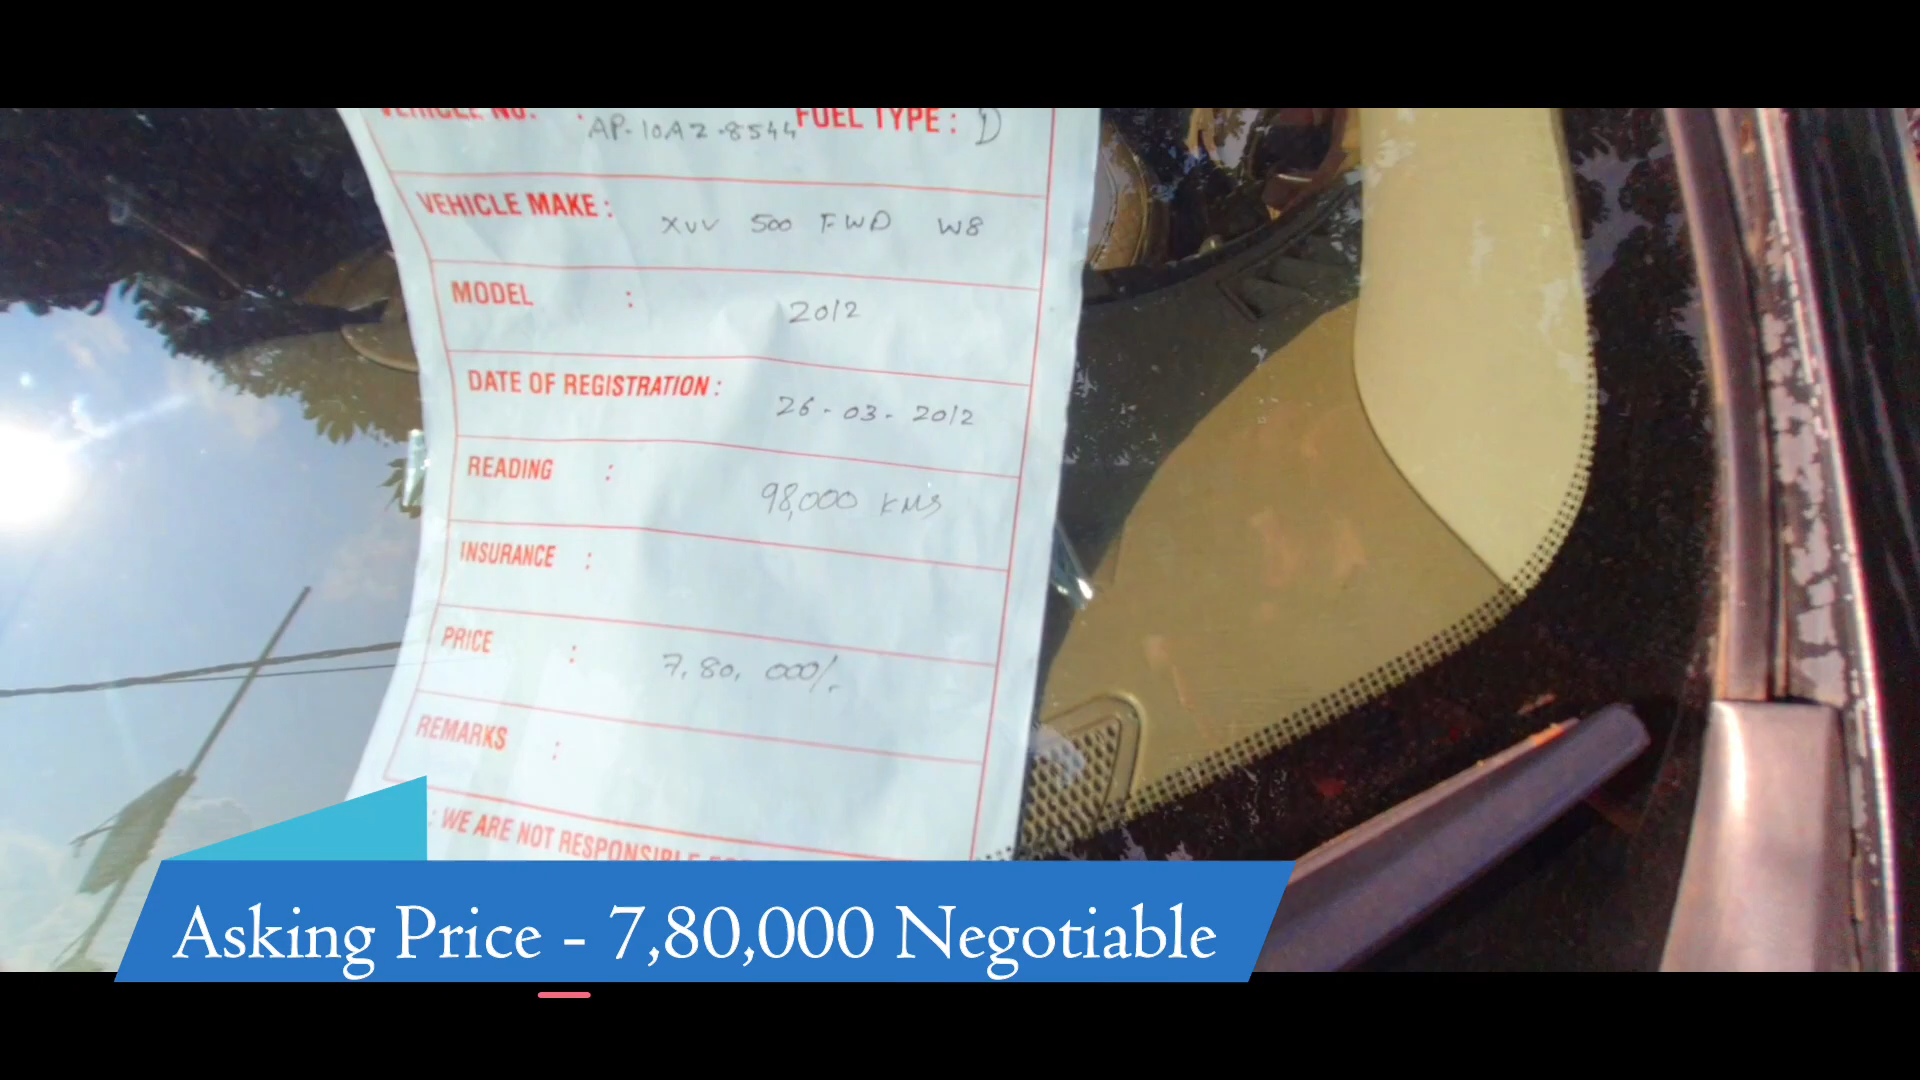 VEHICLE NO. : AP-10AZ-8544 FUEL TYPE : D
VEHICLE MAKE : XUV 500 FWD W8
MODEL : 2012
DATE OF REGISTRATION : 26-03-2012
READING : 98,000 KMS
INSURANCE :
PRICE : 7,80,000/.
REMARKS :
: WE ARE NOT RESPONSIBLE
Asking Price - 7,80,000 Negotiable